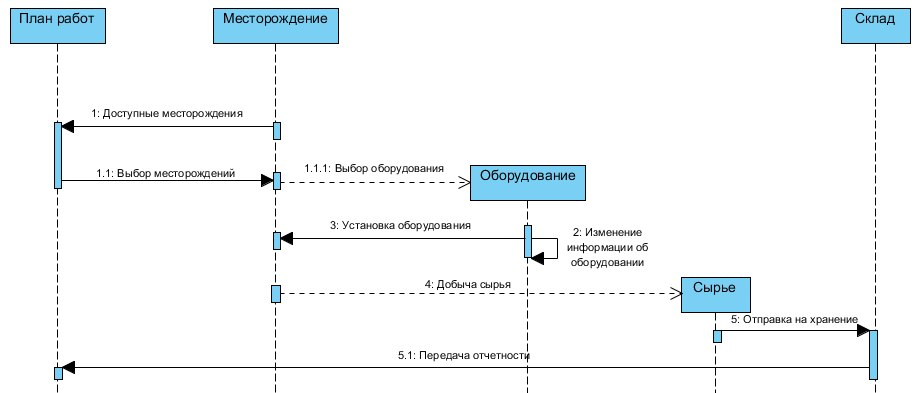 План работ
Месторождение
Склад
1: Доступные месторождения
1.1: Выбор месторождений
1.1.1: Выбор оборудования
Оборудование
3: Установка оборудования
2: Изменение
информации об
оборудовании
4: Добыча сырья
Сырье
5: Отправка на хранение
5.1: Передача отчетности